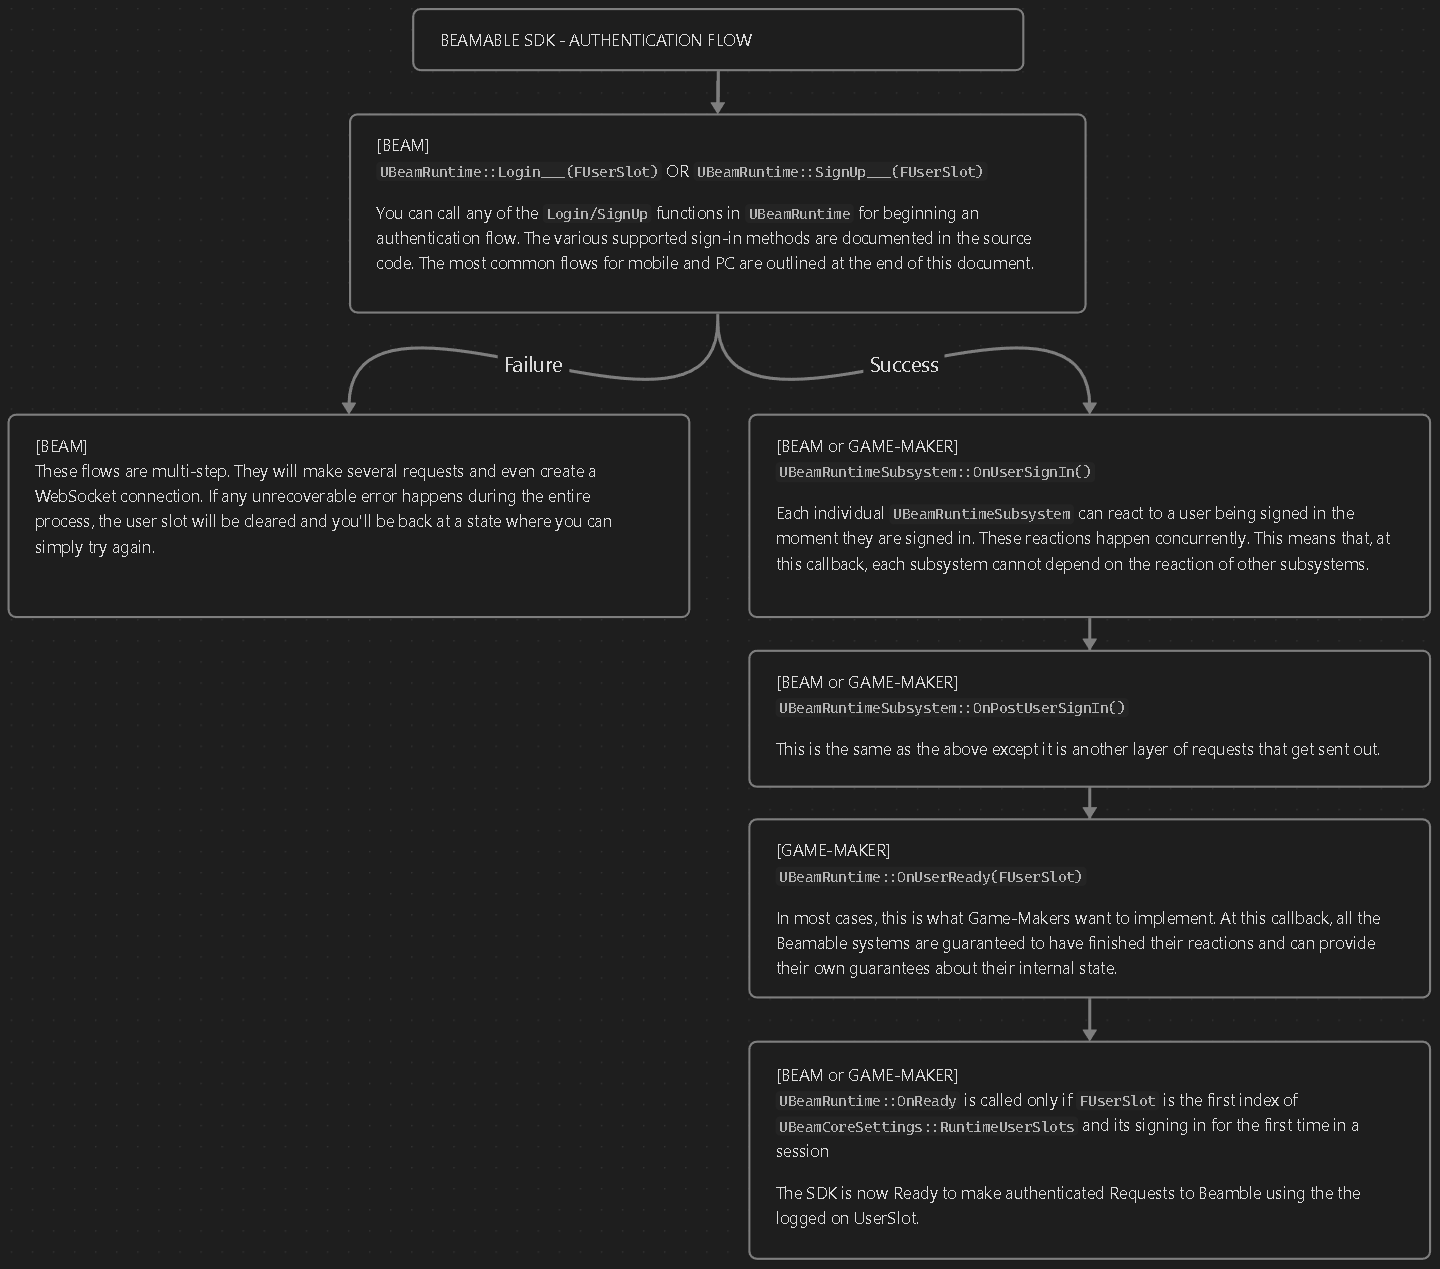 BEAMABLE SDK - AUTHENTICATION FLOW
[BEAM]
UBeamRuntime::Login___(FUserSlot) OR UBeamRuntime::SignUp___(FUserSlot)
You can call any of the Login/SignUp functions in UBeamRuntime for beginning an
authentication flow. The various supported sign-in methods are documented in the source
code. The most common flows for mobile and PC are outlined at the end of this document.
Failure
Success
[BEAM]
These flows are multi-step. They will make several requests and even create a
WebSocket connection. If any unrecoverable error happens during the entire
process, the user slot will be cleared and you'll be back at a state where you can
simply try again.
[BEAM or GAME-MAKER]
UBeamRuntimeSubsystem::OnUserSignIn()
Each individual UBeamRuntimeSubsystem can react to a user being signed in the
moment they are signed in. These reactions happen concurrently. This means that, at
this callback, each subsystem cannot depend on the reaction of other subsystems.
[BEAM or GAME-MAKER]
UBeamRuntimeSubsystem::OnPostUserSignIn()
This is the same as the above except it is another layer of requests that get sent out.
[GAME-MAKER]
UBeamRuntime::OnUserReady(FUserSlot)
In most cases, this is what Game-Makers want to implement. At this callback, all the
Beamable systems are guaranteed to have finished their reactions and can provide
their own guarantees about their internal state.
[BEAM or GAME-MAKER]
UBeamRuntime::OnReady is called only if FUserSlot is the first index of
UBeamCoreSettings::RuntimeUserSlots and its signing in for the first time in a
session
The SDK is now Ready to make authenticated Requests to Beamble using the the
logged on UserSlot.